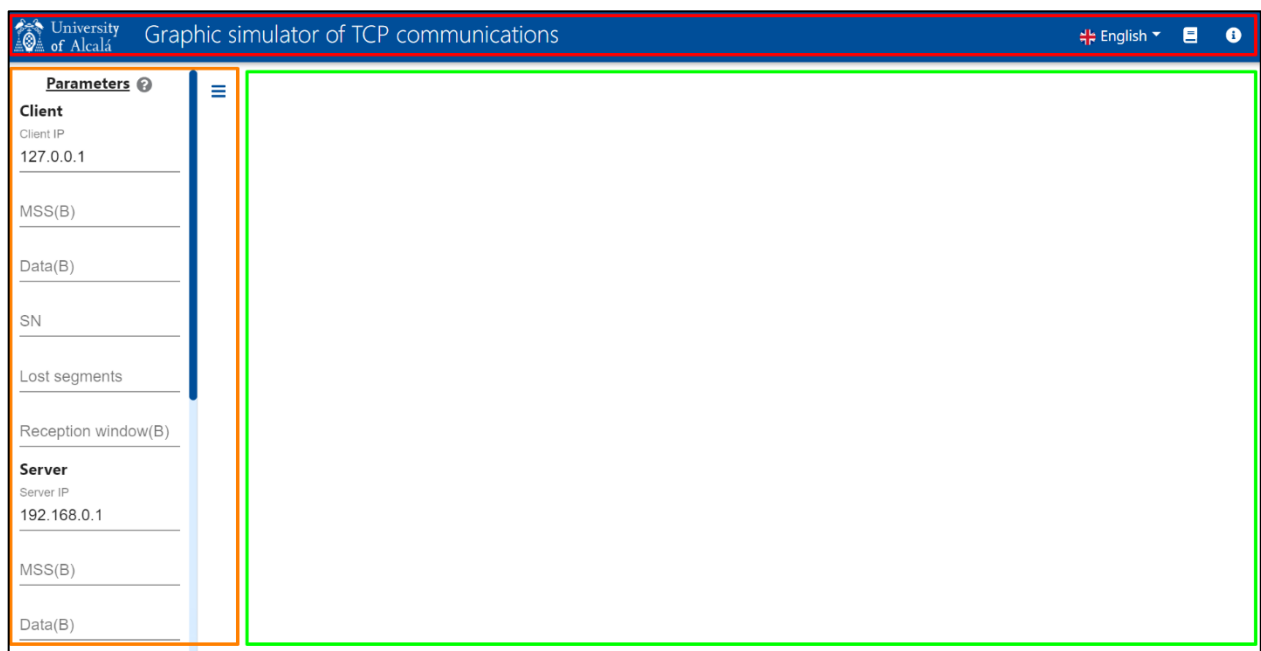 University
of Alcalá
Graphic simulator of TCP communications
English
Parameters
Client
Client IP
127.0.0.1
MSS(B)
Data(B)
SN
Lost segments
Reception window(B)
Server
Server IP
192.168.0.1
MSS(B)
Data(B)